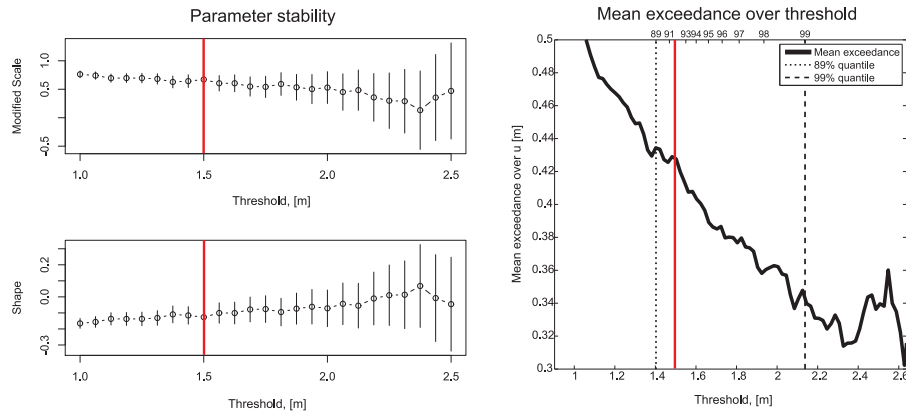 Parameter stability
Modified Scale
1.0
0.5
-0.5
1.0 1.5 2.0 2.5
Threshold, [m]
Shape
0.2
0.0
-0.3
1.0 1.5 2.0 2.5
Threshold, [m]
Mean exceedance over threshold
89 91 93 94 95 96 97 98 99
Mean exceedance
89% quantile
99% quantile
Mean exceedance over u [m]
0.5
0.48
0.46
0.44
0.42
0.4
0.38
0.36
0.34
0.32
0.3
1 1.2 1.4 1.6 1.8 2 2.2 2.4 2.6
Threshold, [m]